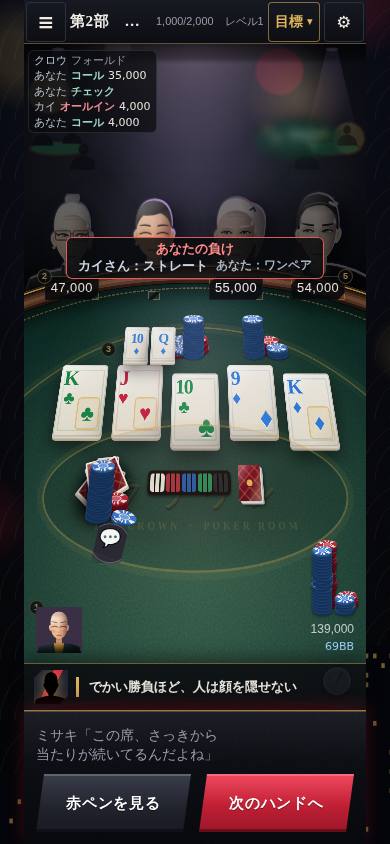 第2部 … 1,000/2,000 レベル1 目標▼
クロウ フォールド
あなた コール 35,000
あなた チェック
カイ オールイン 4,000
あなた コール 4,000
あなたの負け
カイさん：ストレート あなた：ワンペア
2 5
47,000 55,000 54,000
3
10 Q
K J 10 9 K
ROWN · POKER ROOM
139,000
69BB
でかい勝負ほど、人は顔を隠せない
ミサキ「この席、さっきから
当たりが続いてるんだよね」
赤ペンを見る 次のハンドへ